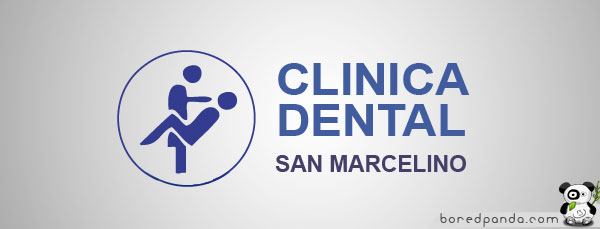 CLINICA
DENTAL
SAN MARCELINO
boredpanda.com